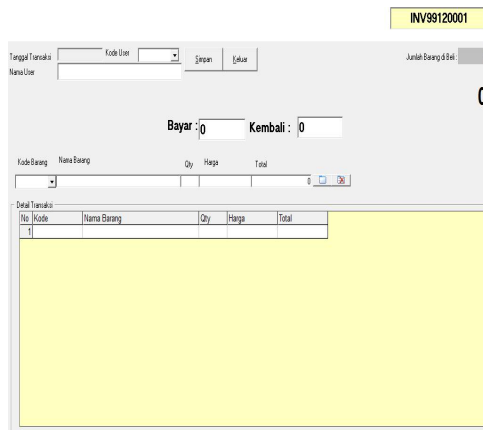 INV99120001
Tanggal Transaksi Kode User Simpan Keluar Jumlah Barang di Beli :
Nama User
0
Bayar : 0 Kembali : 0
Kode Barang Nama Barang Qty Harga Total
0
Detail Transaksi
No Kode Nama Barang Qty Harga Total
1